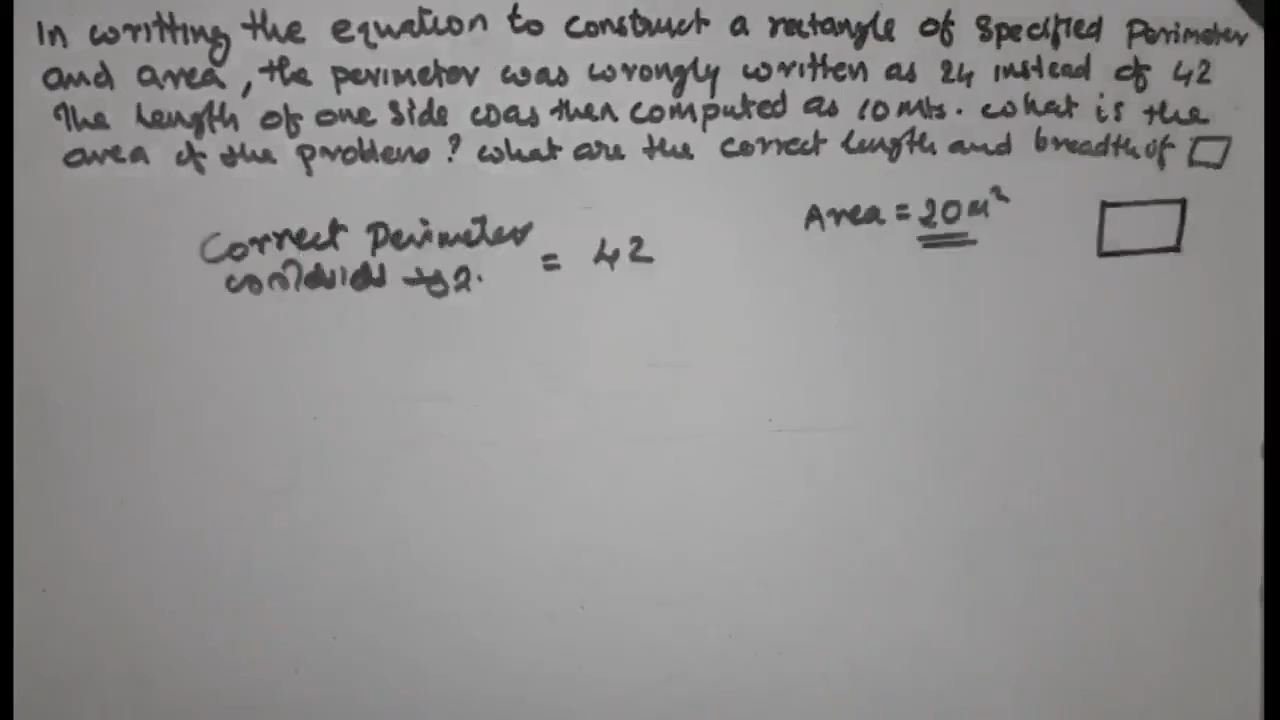 In writting the equation to construct a rectangle of specified Perimeter
and area, the perimeter was wrongly written as 24 instead of 42
The length of one side was then computed as 10 mts. What is the
area of the problem? What are the correct length and breadth of
Area = 20m²
Correct Perimeter = 42